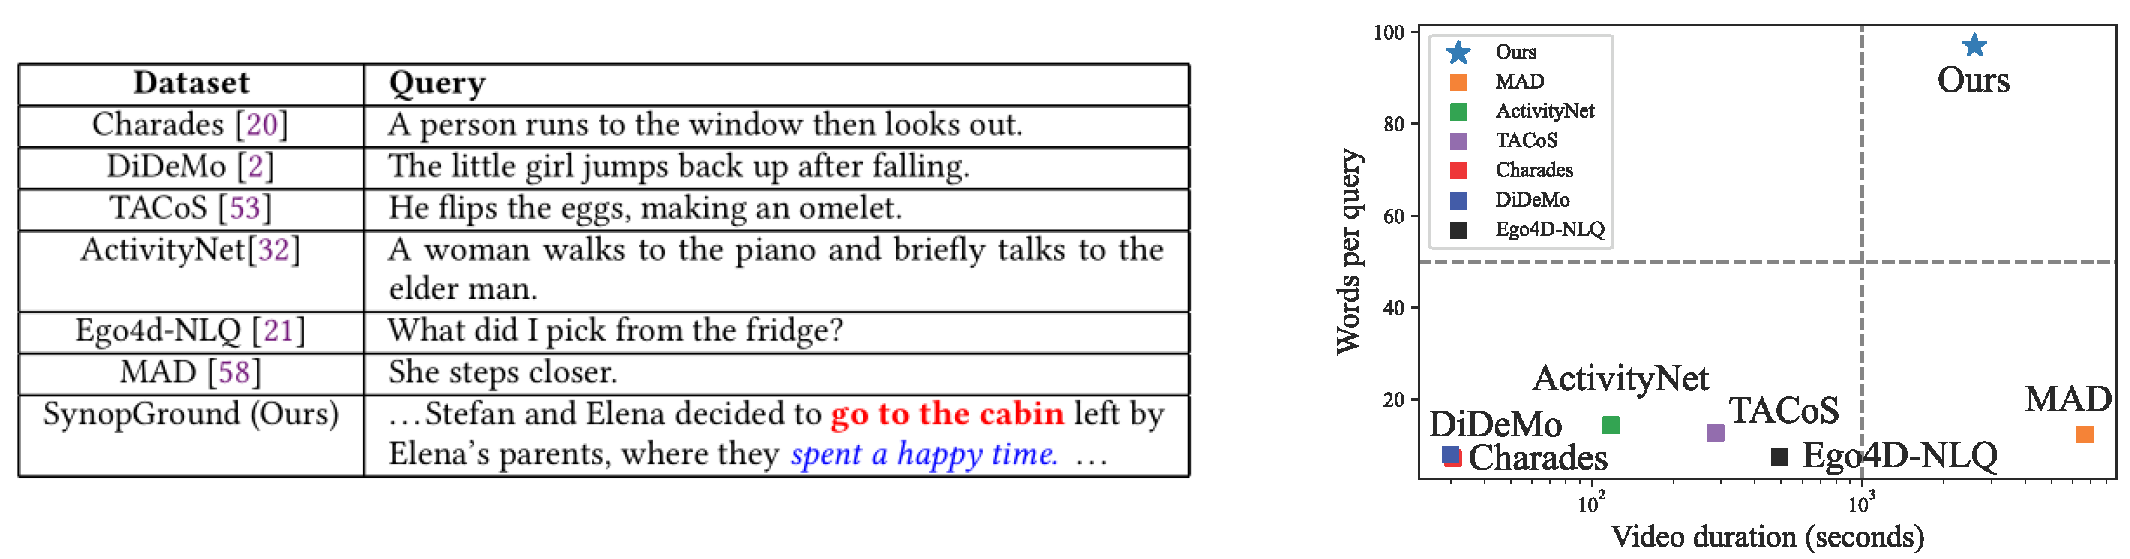 Dataset Query
Charades [20] A person runs to the window then looks out.
DiDeMo [2] The little girl jumps back up after falling.
TACoS [53] He flips the eggs, making an omelet.
ActivityNet[32] A woman walks to the piano and briefly talks to the
elder man.
Ego4d-NLQ [21] What did I pick from the fridge?
MAD [58] She steps closer.
SynopGround (Ours) ...Stefan and Elena decided to go to the cabin left by
Elena's parents, where they spent a happy time. ...
Words per query
100
80
60
40
20
Ours
MAD
ActivityNet
TACoS
Charades
DiDeMo
Ego4D-NLQ
Ours
ActivityNet
MAD
TACoS
DiDeMo
Charades
Ego4D-NLQ
10² 10³
Video duration (seconds)